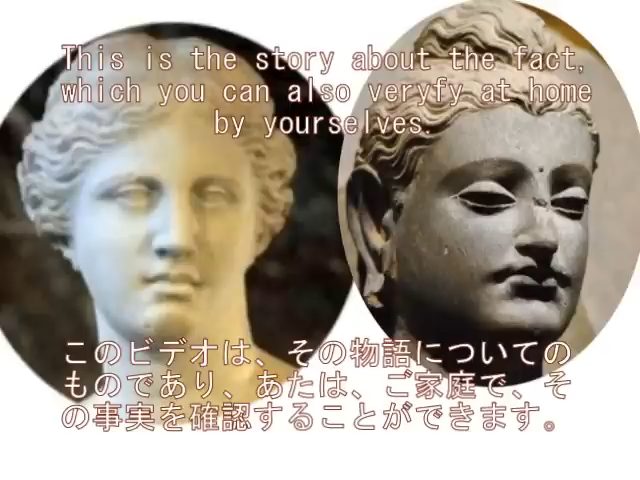 This is the story about the fact,
which you can also veryfy at home
by yourselves.
このビデオは、その物語についての
ものであり、あたは、ご家庭で、そ
の事実を確認することができます。